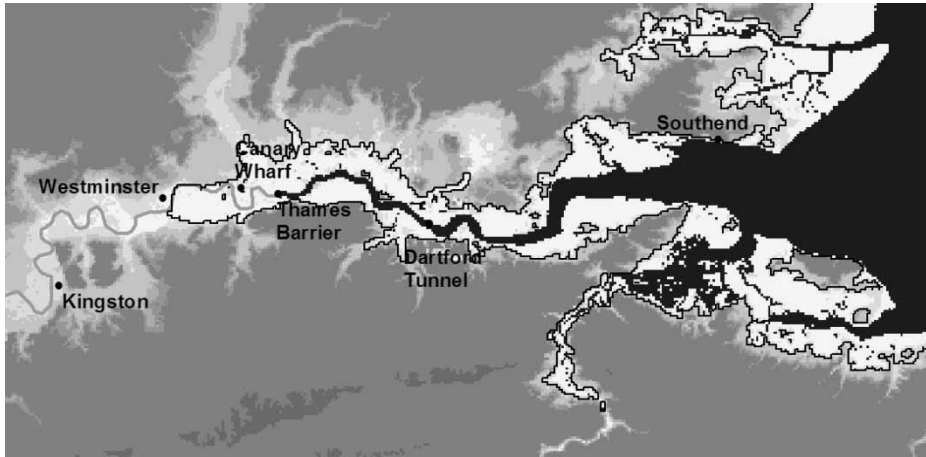 Southend
Canary
Wharf
Westminster
Thames
Barrier
Dartford
Tunnel
Kingston